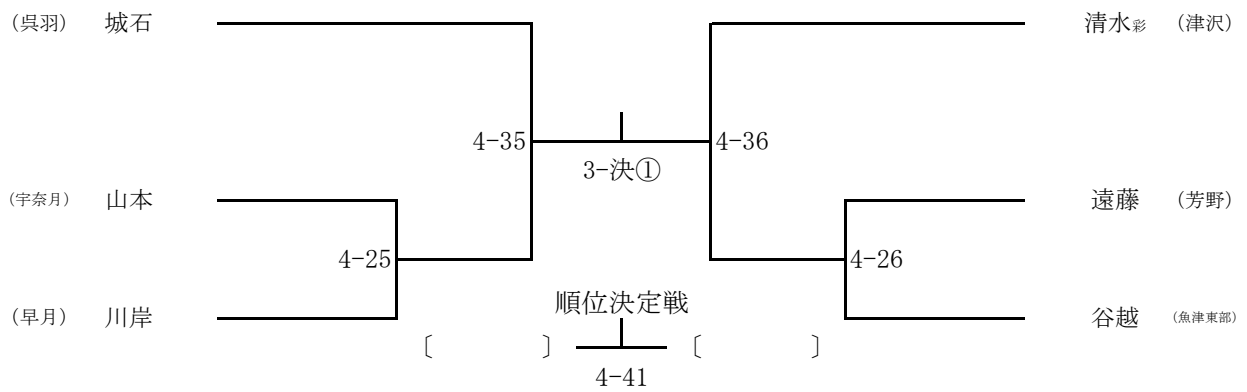 （呉羽） 城石 清水彩 （津沢）
4-35 4-36
3-決①
（宇奈月） 山本 遠藤 （芳野）
4-25 4-26
順位決定戦
（早月） 川岸 谷越 （魚津東部）
〔 〕 〔 〕
4-41